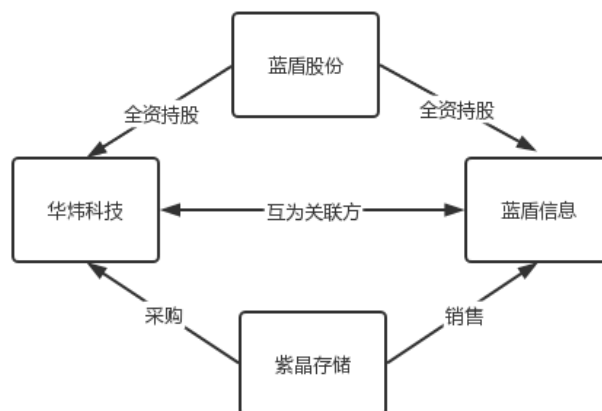 蓝盾股份
全资持股
全资持股
华炜科技
互为关联方
蓝盾信息
采购
销售
紫晶存储